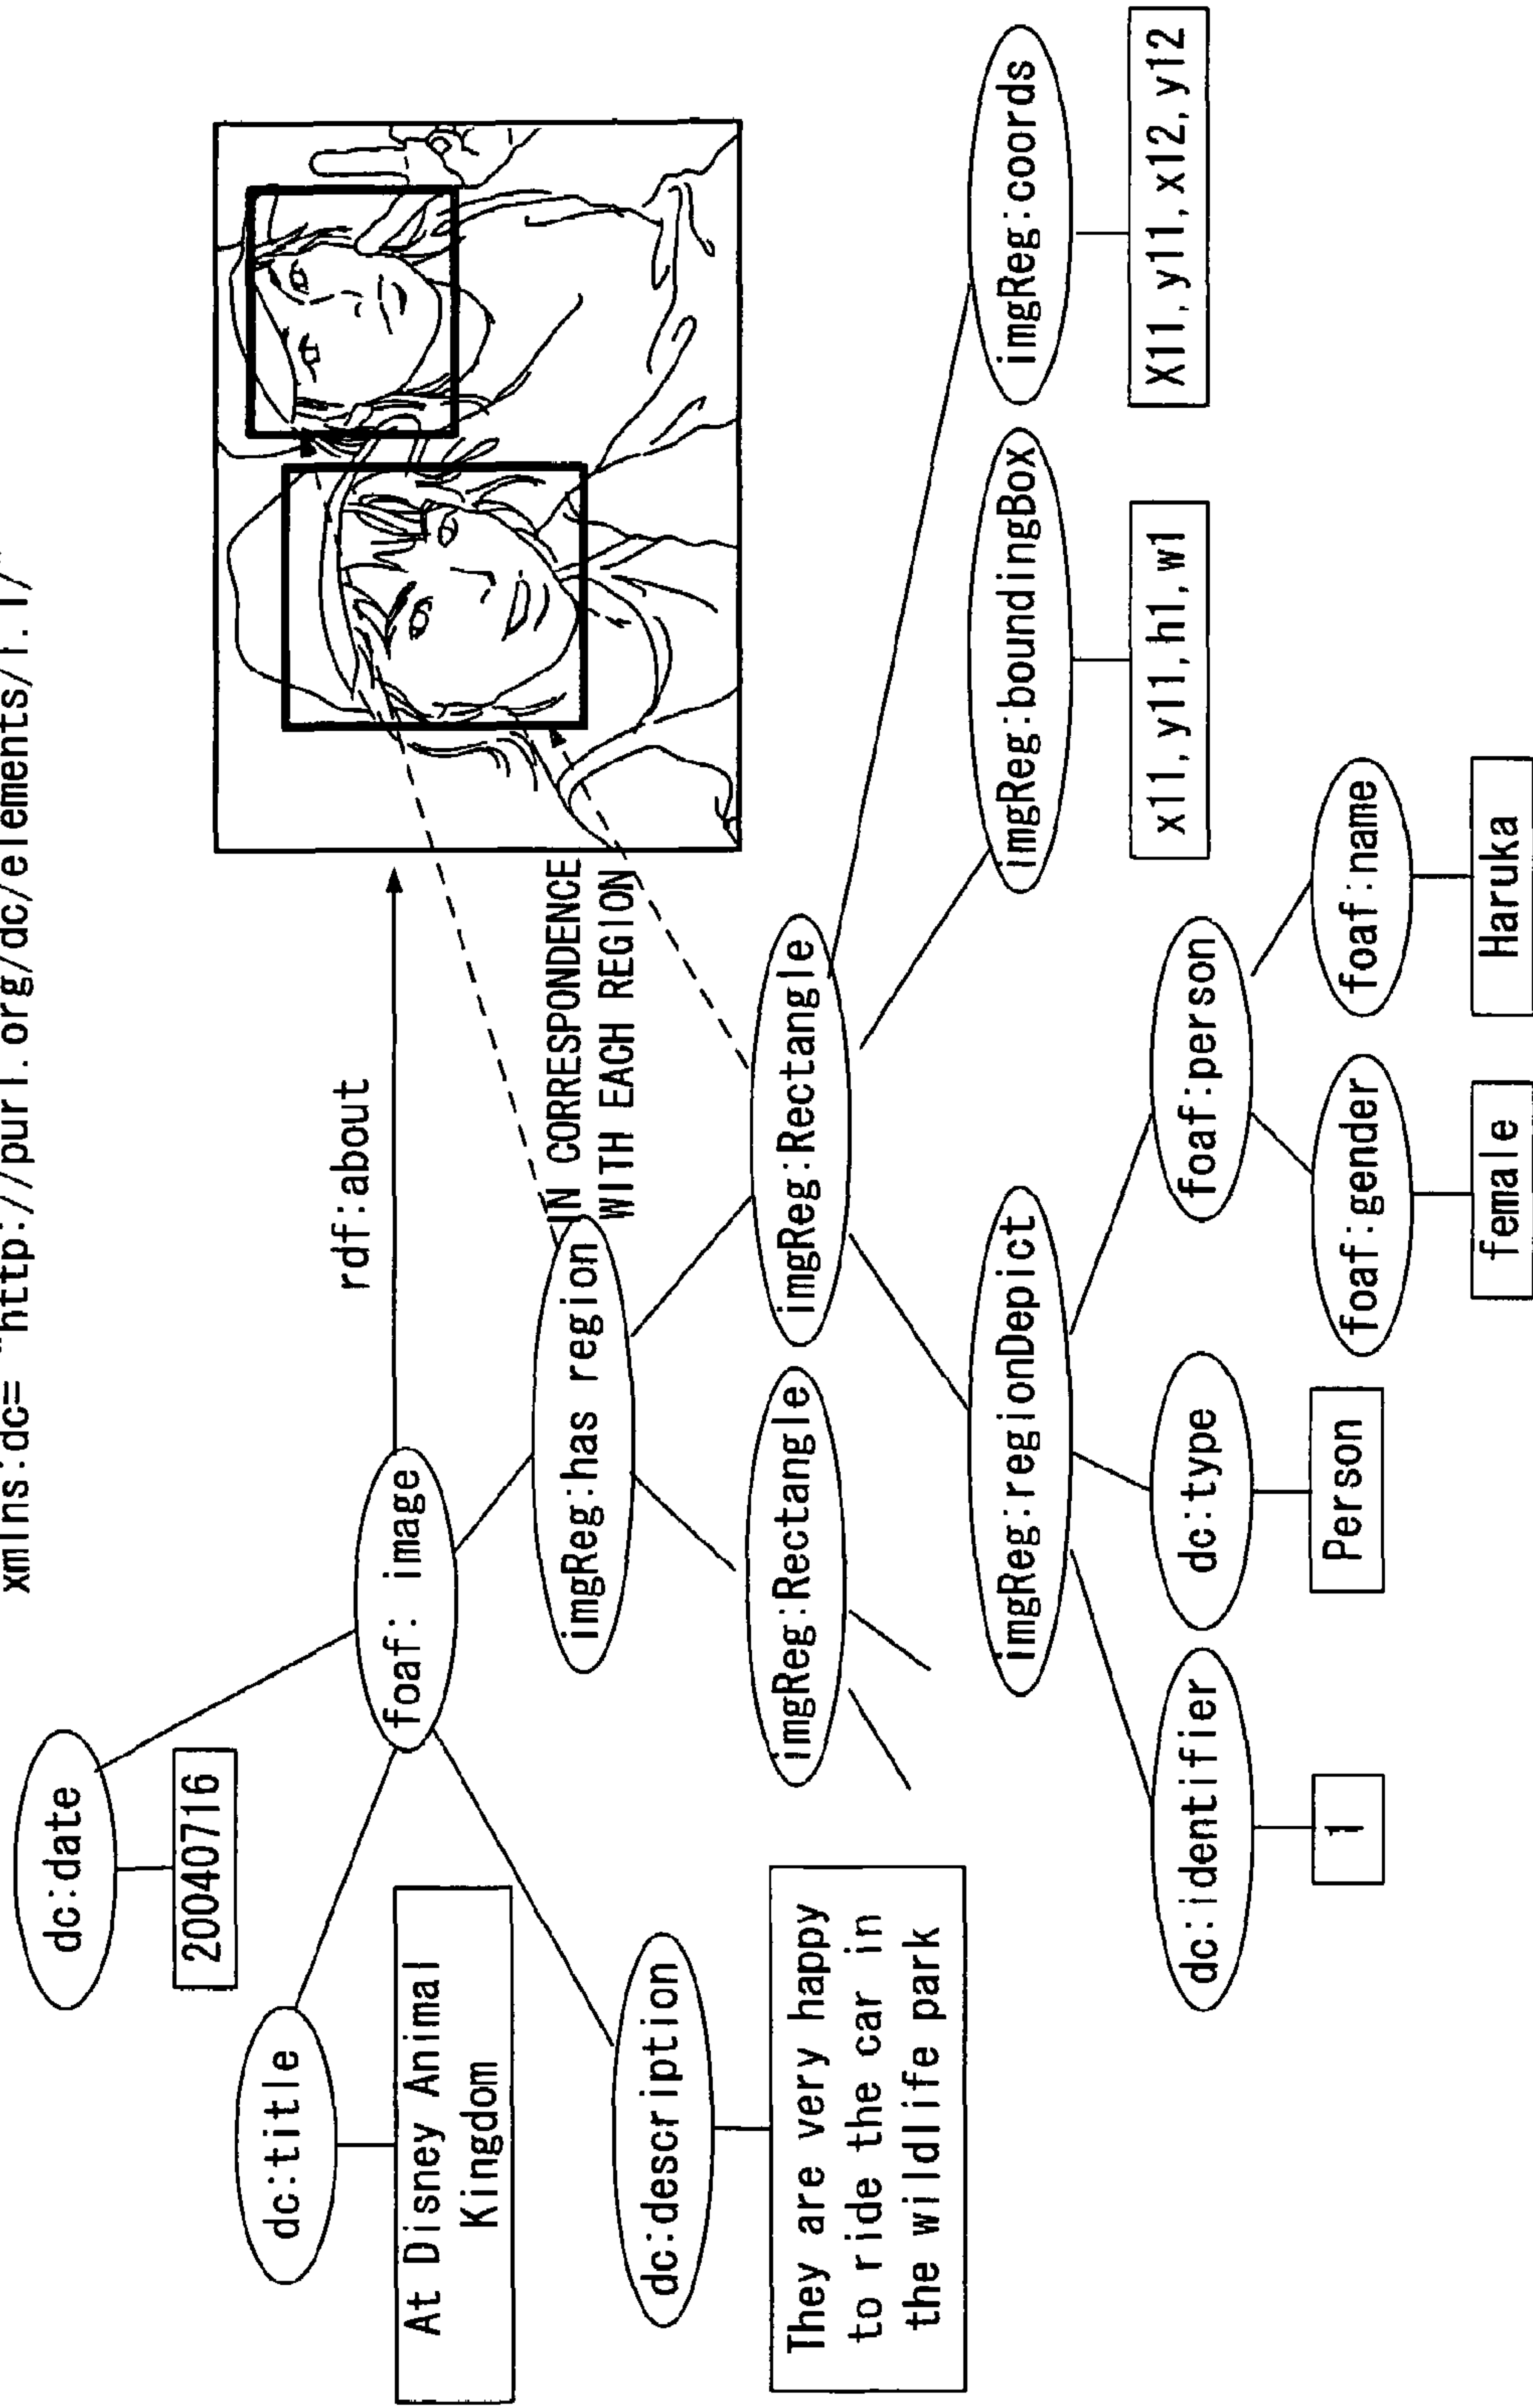 xmlns:dc= "http://purl.org/dc/elements/1.1/"
dc:date
20040716
dc:title
At Disney Animal
Kingdom
foaf: image
rdf:about
dc:description
They are very happy
to ride the car in
the wildlife park
imgReg:has region
IN CORRESPONDENCE
WITH EACH REGION
imgReg:Rectangle
imgReg:Rectangle
imgReg:regionDepict
imgReg:boundingBox
imgReg:coords
x11, y11, h1, w1
X11, y11, x12, y12
dc:identifier
dc:type
foaf:person
1
Person
foaf:gender
foaf:name
female
Haruka